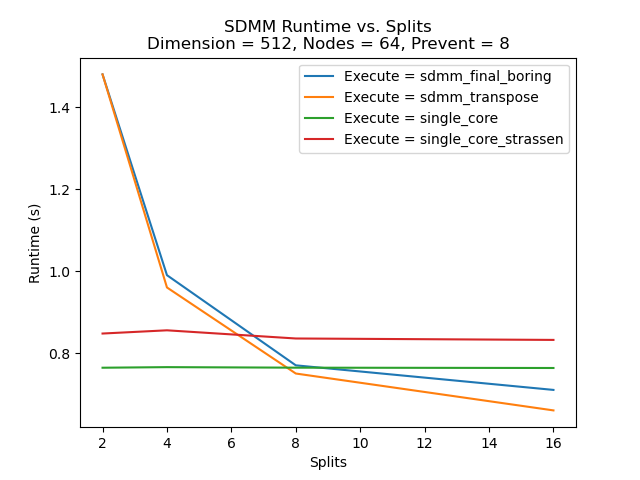 SDMM Runtime vs. Splits
Dimension = 512, Nodes = 64, Prevent = 8
Execute = sdmm_final_boring
Execute = sdmm_transpose
Execute = single_core
Execute = single_core_strassen
Runtime (s)
1.4
1.2
1.0
0.8
2 4 6 8 10 12 14 16
Splits